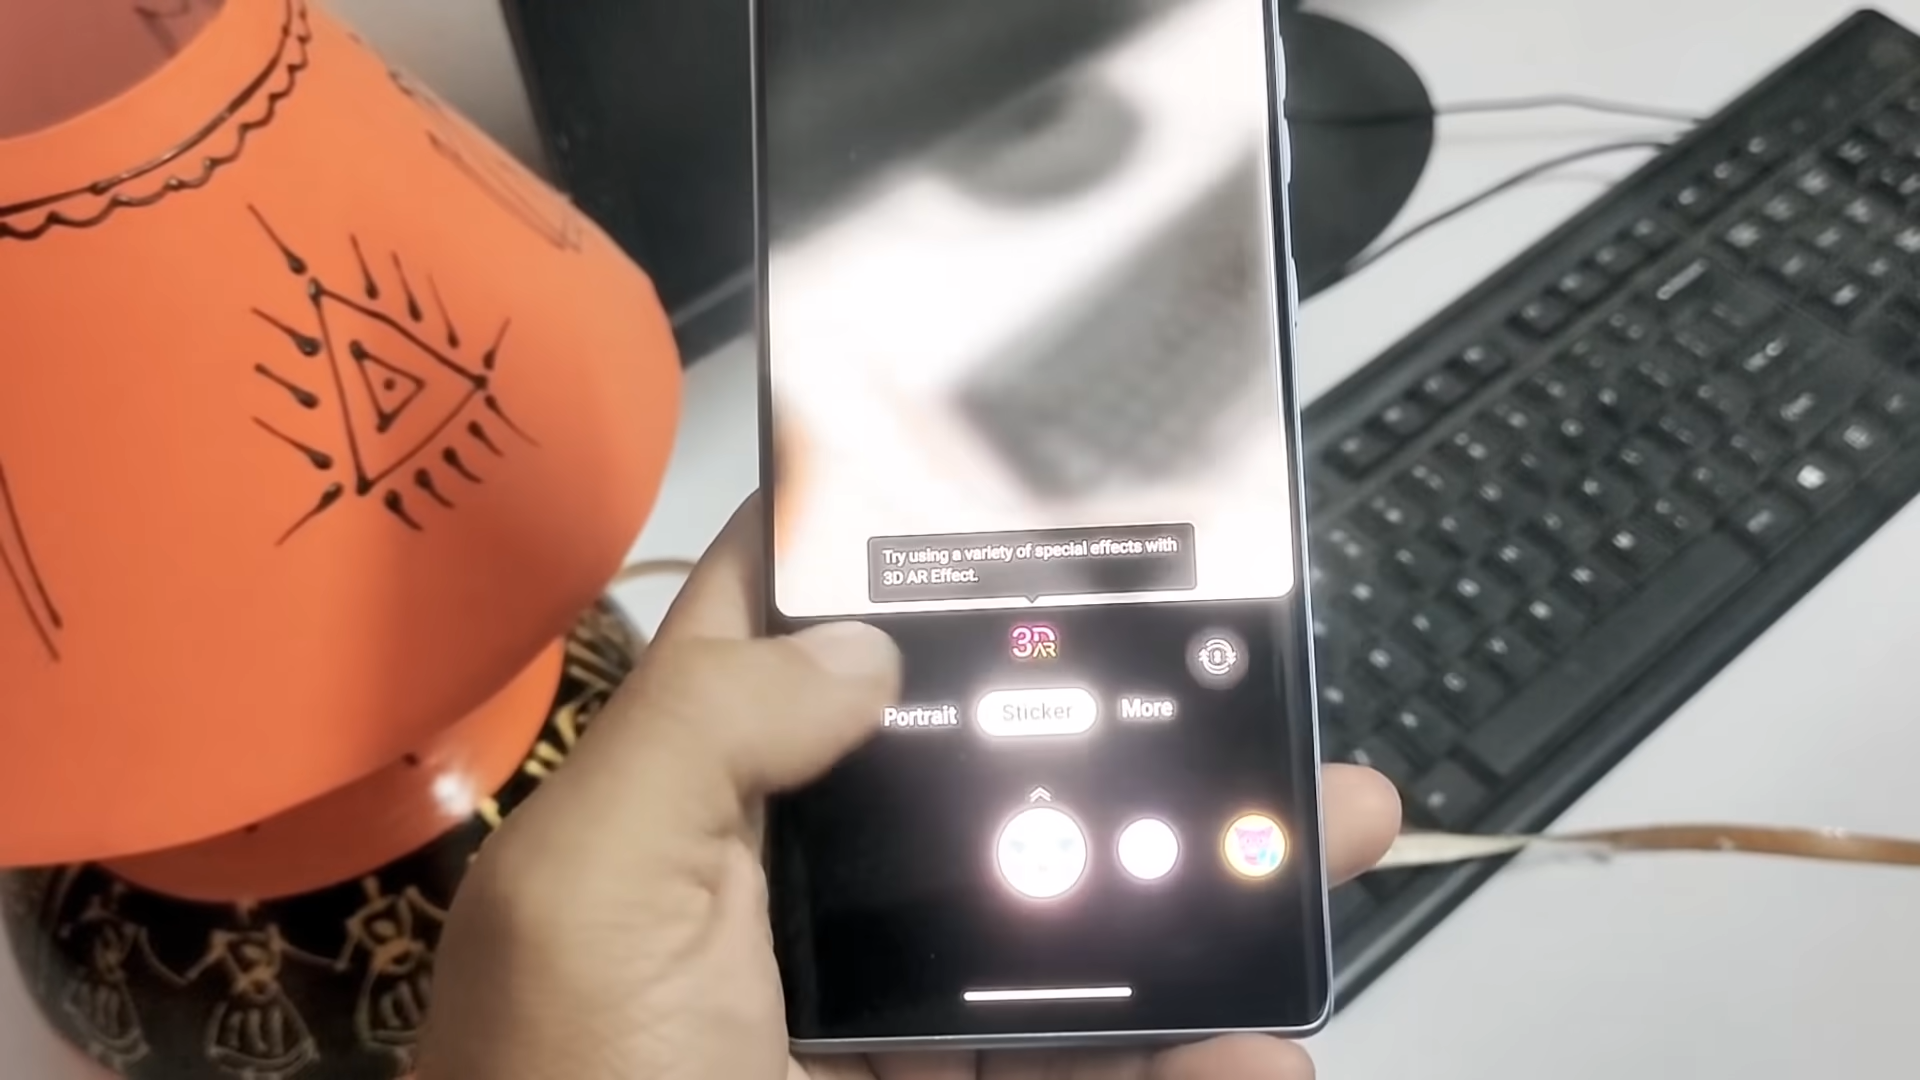 Try using a variety of special effects with
3D AR Effect.
3D AR
Portrait
Sticker
More